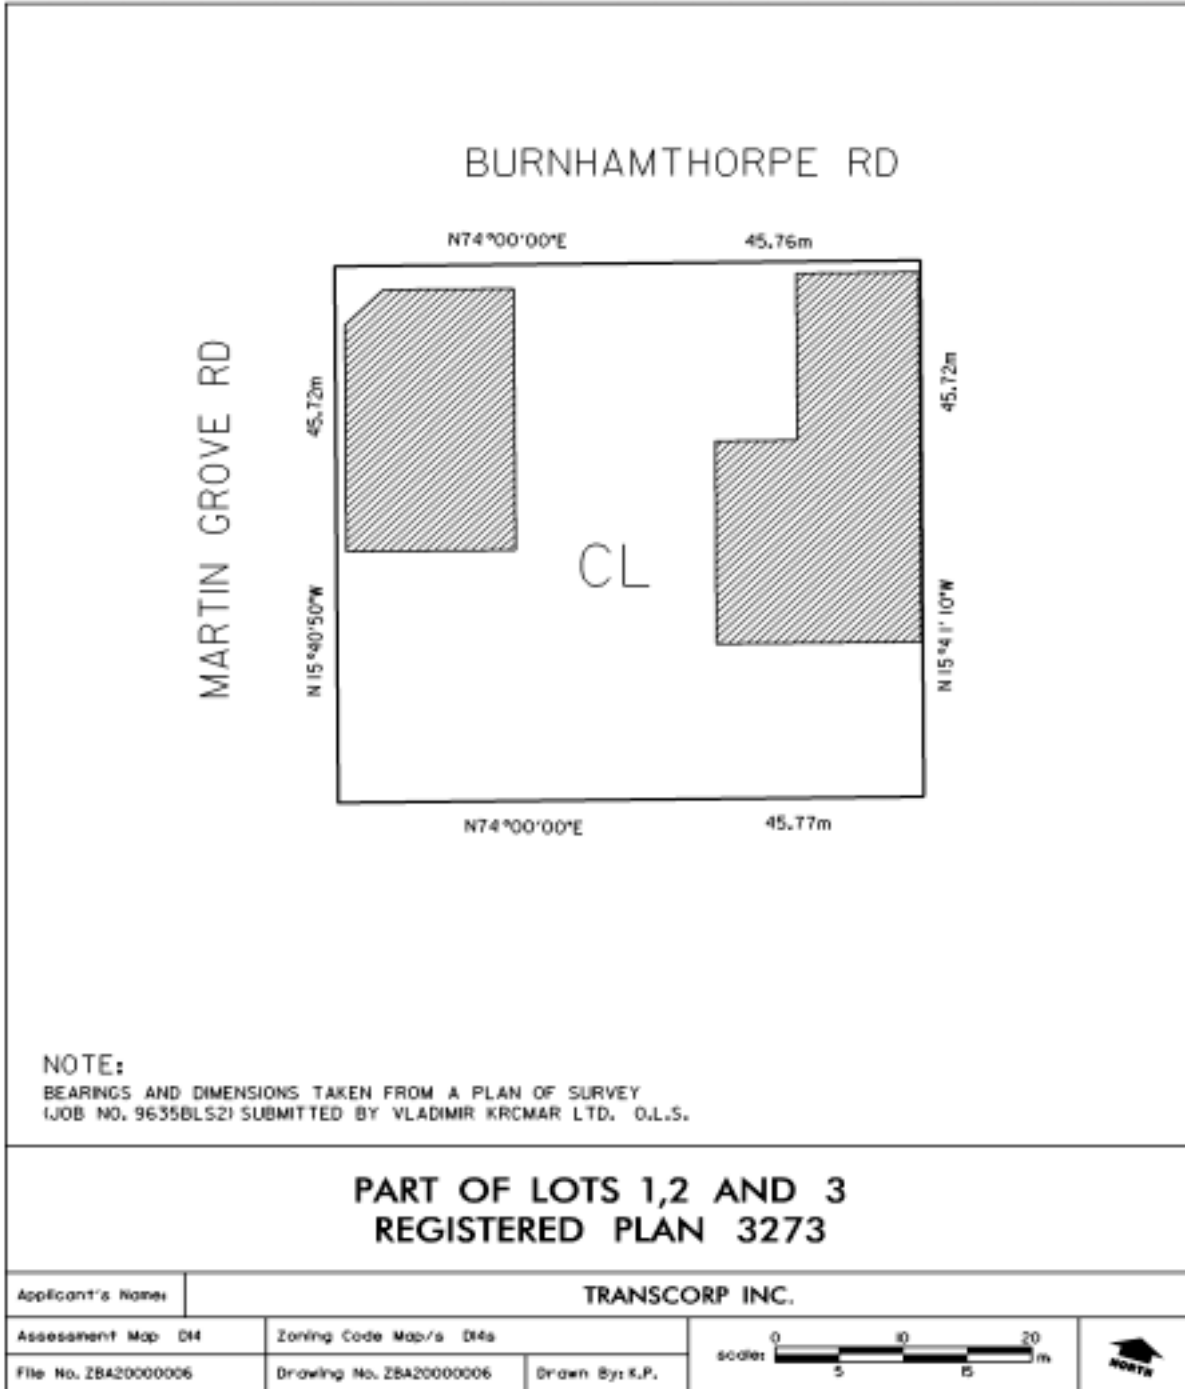 BURNHAMTHORPE RD
N74°00'00"E 45.76m
MARTIN GROVE RD
45.72m
N15°40'50"W
45.72m
N15°41'10"W
CL
N74°00'00"E 45.77m
NOTE:
BEARINGS AND DIMENSIONS TAKEN FROM A PLAN OF SURVEY
(JOB NO. 9635BLS2) SUBMITTED BY VLADIMIR KRCMAR LTD. O.L.S.
PART OF LOTS 1,2 AND 3
REGISTERED PLAN 3273
Applicant's Name: TRANSCORP INC.
Assessment Map D14 Zoning Code Map/s D14s
File No. ZBA20000006 Drawing No. ZBA20000006 Drawn By: K.P.
0 10 20
scale: m
5 15
NORTH